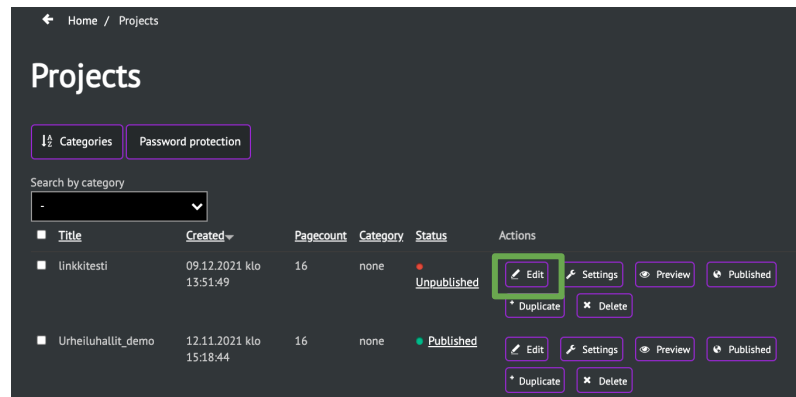 Home / Projects
Projects
Categories Password protection
Search by category
-
Title Created Pagecount Category Status Actions
linkkitesti 09.12.2021 klo 13:51:49 16 none Unpublished Edit Settings Preview Published
Duplicate Delete
Urheiluhallit_demo 12.11.2021 klo 15:18:44 16 none Published Edit Settings Preview Published
Duplicate Delete